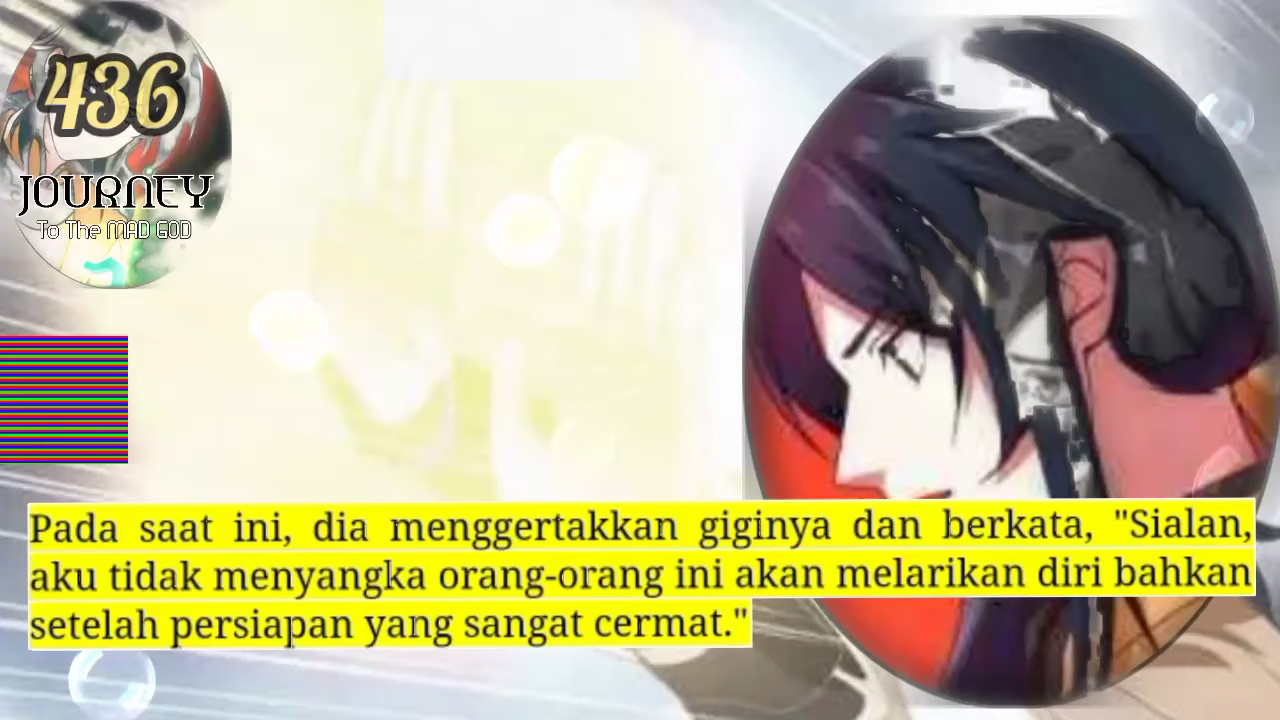 436
JOURNEY
To The MAD GOD
Pada saat ini, dia menggertakkan giginya dan berkata, "Sialan,
aku tidak menyangka orang-orang ini akan melarikan diri bahkan
setelah persiapan yang sangat cermat."